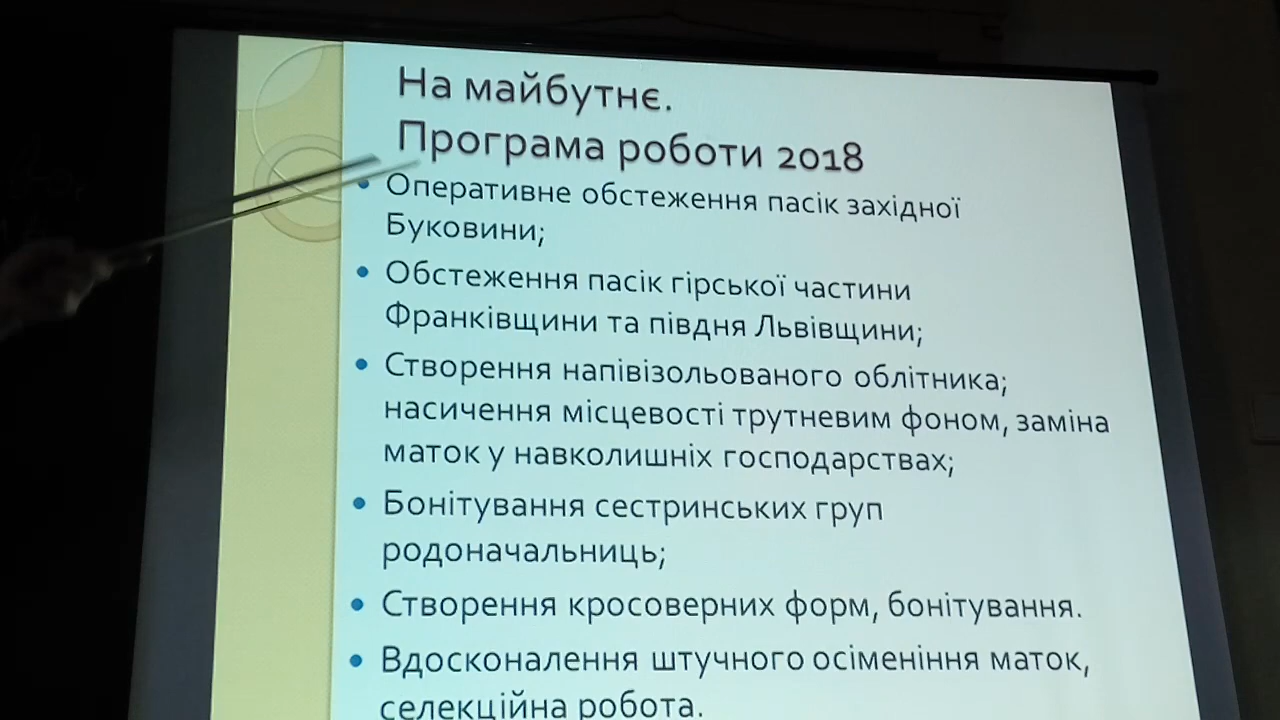 На майбутнє.
Програма роботи 2018
• Оперативне обстеження пасік західної
Буковини;
• Обстеження пасік гірської частини
Франківщини та півдня Львівщини;
• Створення напівізольованого облітника;
насичення місцевості трутневим фоном, заміна
маток у навколишніх господарствах;
• Бонітування сестринських груп
родоначальниць;
• Створення кросоверних форм, бонітування.
• Вдосконалення штучного осіменіння маток,
селекційна робота.